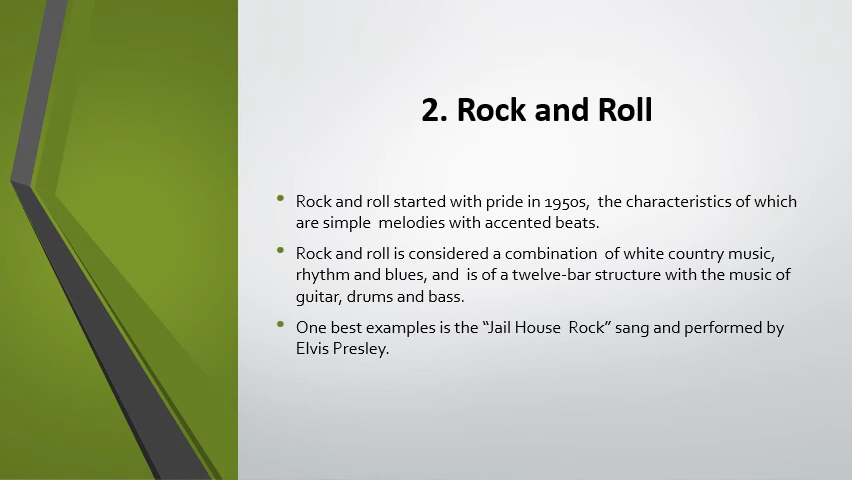 2. Rock and Roll
Rock and roll started with pride in 1950s, the characteristics of which
are simple melodies with accented beats.
Rock and roll is considered a combination of white country music,
rhythm and blues, and is of a twelve-bar structure with the music of
guitar, drums and bass.
One best examples is the “Jail House Rock” sang and performed by
Elvis Presley.